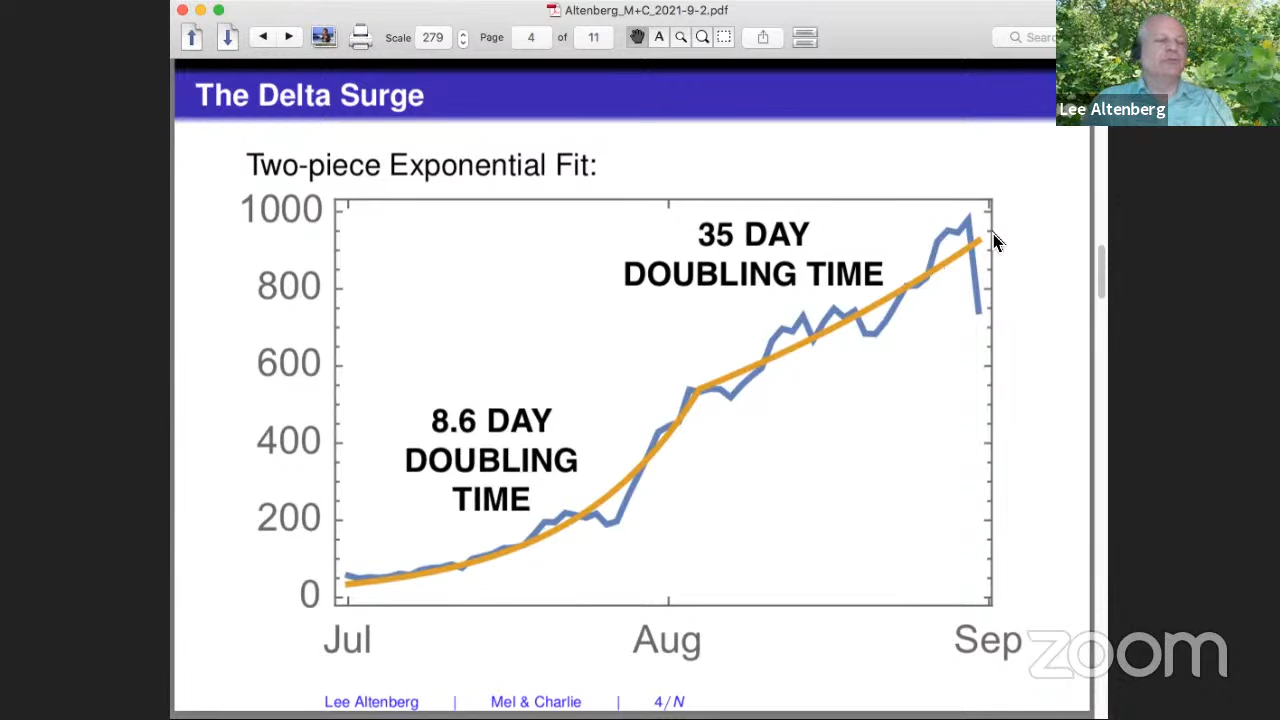 Altenberg_M+C_2021-9-2.pdf
Scale 279 Page 4 of 11
A
Sear
Lee Altenberg
The Delta Surge
Two-piece Exponential Fit:
1000
800
600
400
200
0
35 DAY
DOUBLING TIME
8.6 DAY
DOUBLING
TIME
Jul Aug Sep
zoom
Lee Altenberg | Mel & Charlie | 4/N